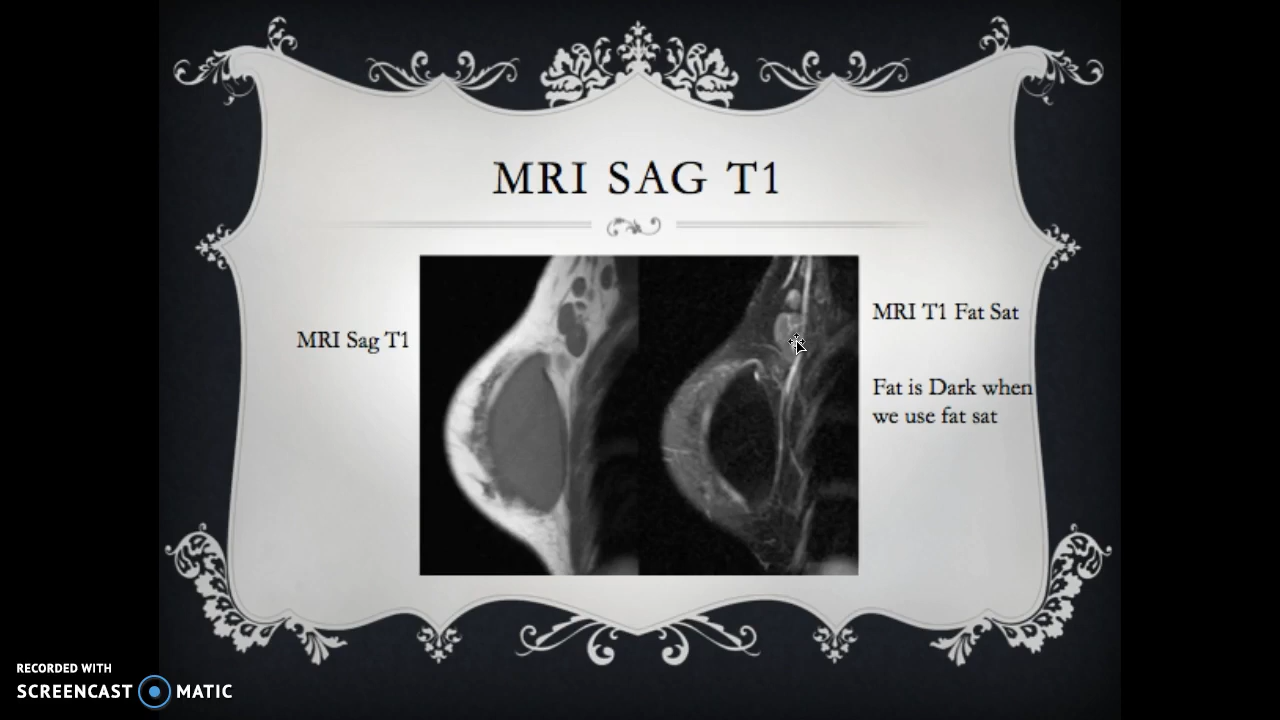 MRI SAG T1
MRI Sag T1
MRI T1 Fat Sat
Fat is Dark when
we use fat sat
RECORDED WITH
SCREENCAST MATIC